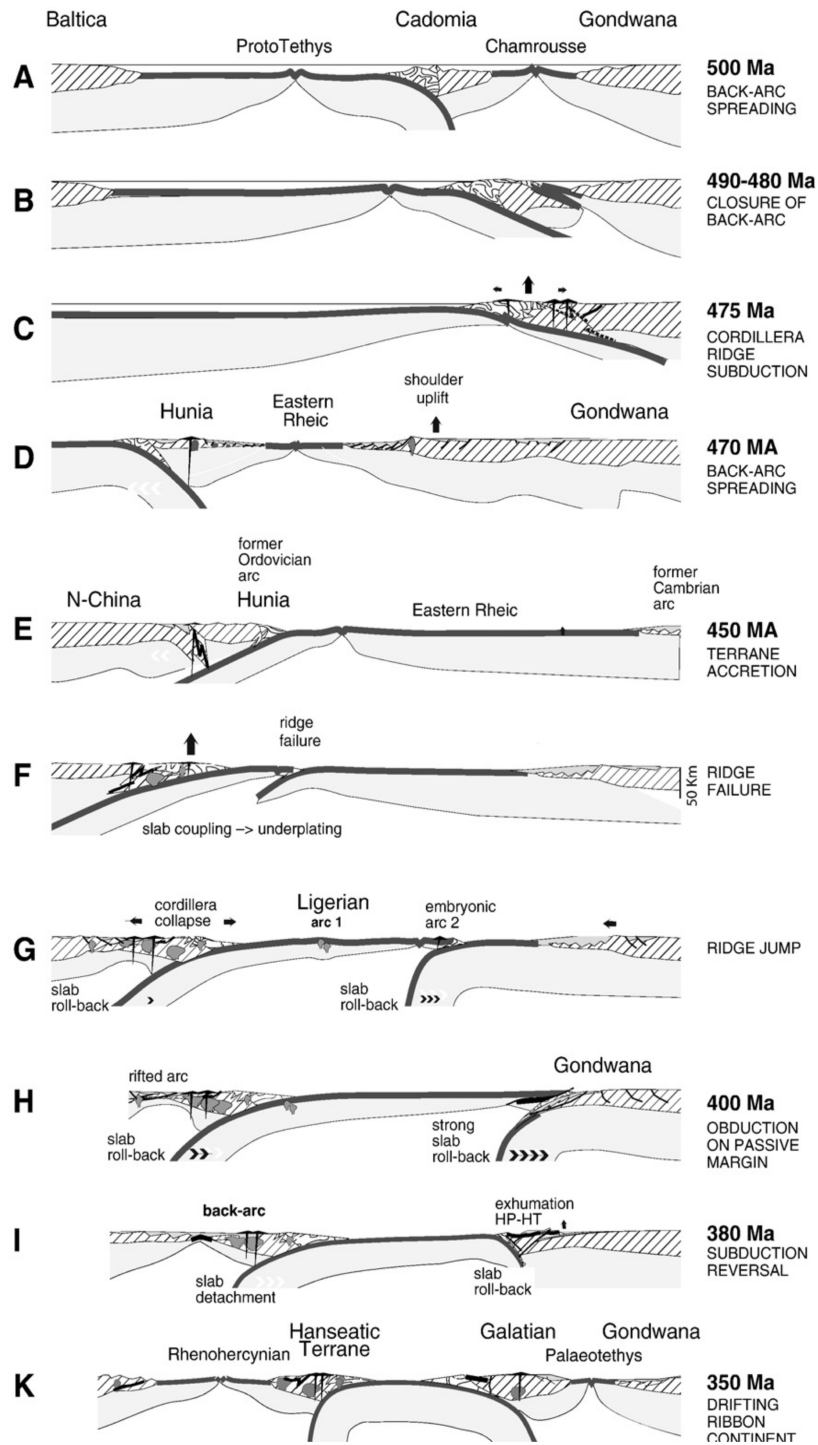 Baltica
Cadomia
Gondwana
ProtoTethys
Chamrousse
A
500 Ma
BACK-ARC
SPREADING
B
490-480 Ma
CLOSURE OF
BACK-ARC
C
475 Ma
CORDILLERA
RIDGE
SUBDUCTION
Hunia
Eastern
Rheic
shoulder
uplift
Gondwana
D
470 MA
BACK-ARC
SPREADING
N-China
former
Ordovician
arc
Hunia
Eastern Rheic
former
Cambrian
arc
E
450 MA
TERRANE
ACCRETION
ridge
failure
F
50 Km
RIDGE
FAILURE
slab coupling -> underplating
cordillera
collapse
Ligerian
arc 1
embryonic
arc 2
G
RIDGE JUMP
slab
roll-back
slab
roll-back
Gondwana
rifted arc
H
400 Ma
OBDUCTION
ON PASSIVE
MARGIN
slab
roll-back
strong
slab
roll-back
back-arc
exhumation
HP-HT
I
380 Ma
SUBDUCTION
REVERSAL
slab
detachment
slab
roll-back
Rhenohercynian
Hanseatic
Terrane
Galatian
Gondwana
Palaeotethys
K
350 Ma
DRIFTING
RIBBON
CONTINENT